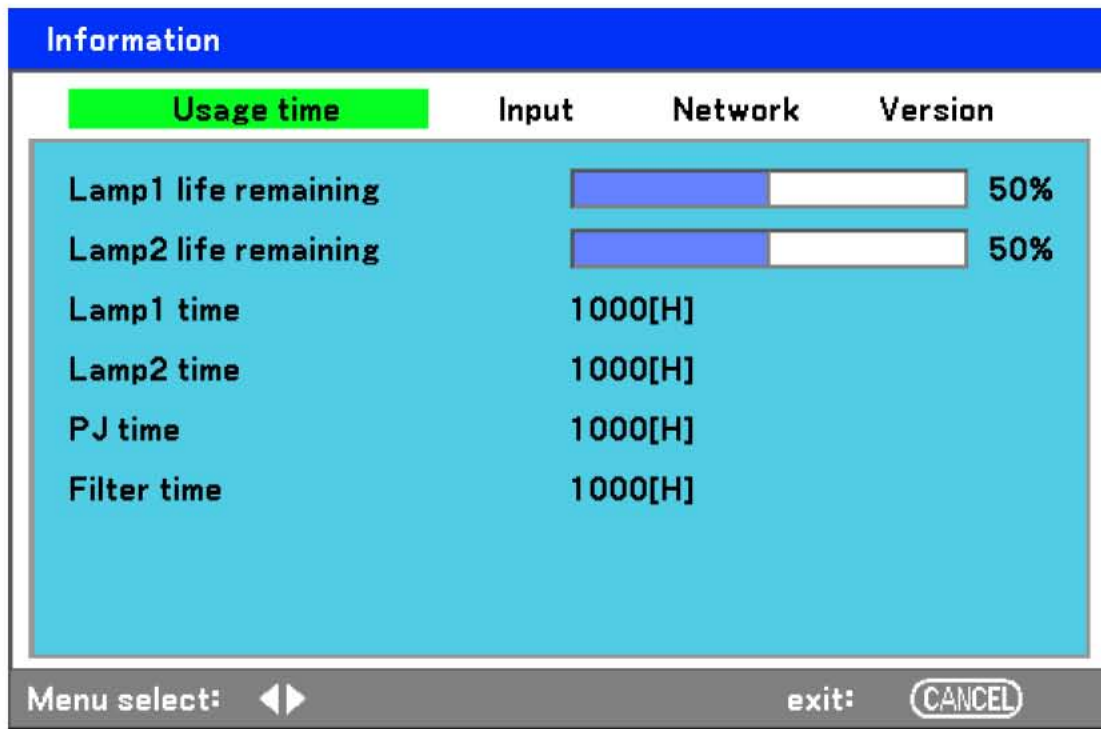 Information
Usage time Input Network Version
Lamp1 life remaining 50%
Lamp2 life remaining 50%
Lamp1 time 1000[H]
Lamp2 time 1000[H]
PJ time 1000[H]
Filter time 1000[H]
Menu select: ◀▶ exit: CANCEL